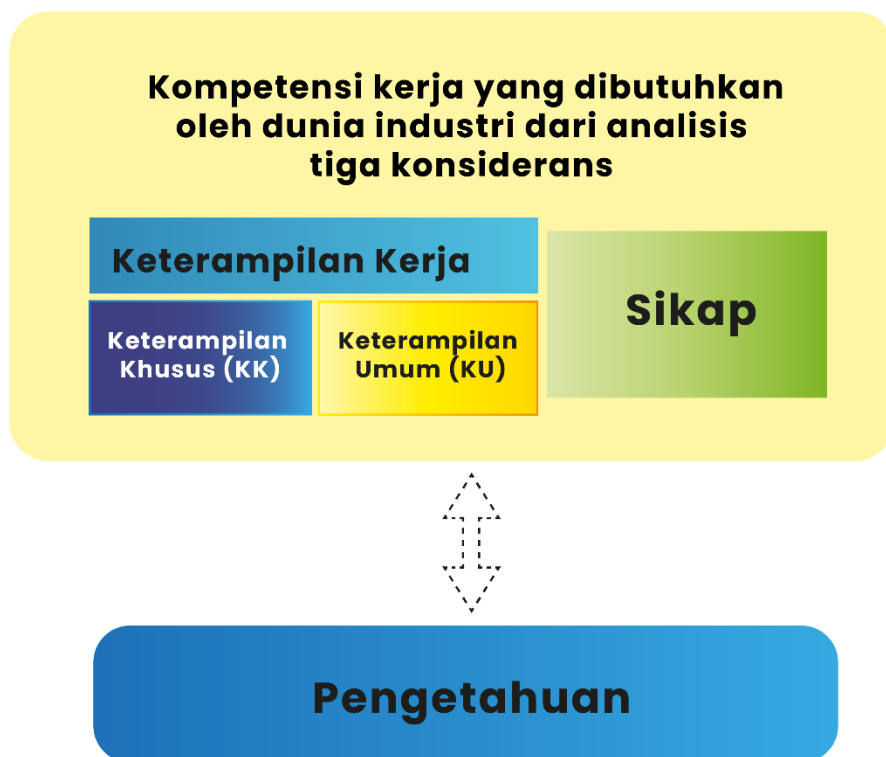 Kompetensi kerja yang dibutuhkan
oleh dunia industri dari analisis
tiga konsiderans
Keterampilan Kerja
Keterampilan
Khusus (KK)
Keterampilan
Umum (KU)
Sikap
Pengetahuan